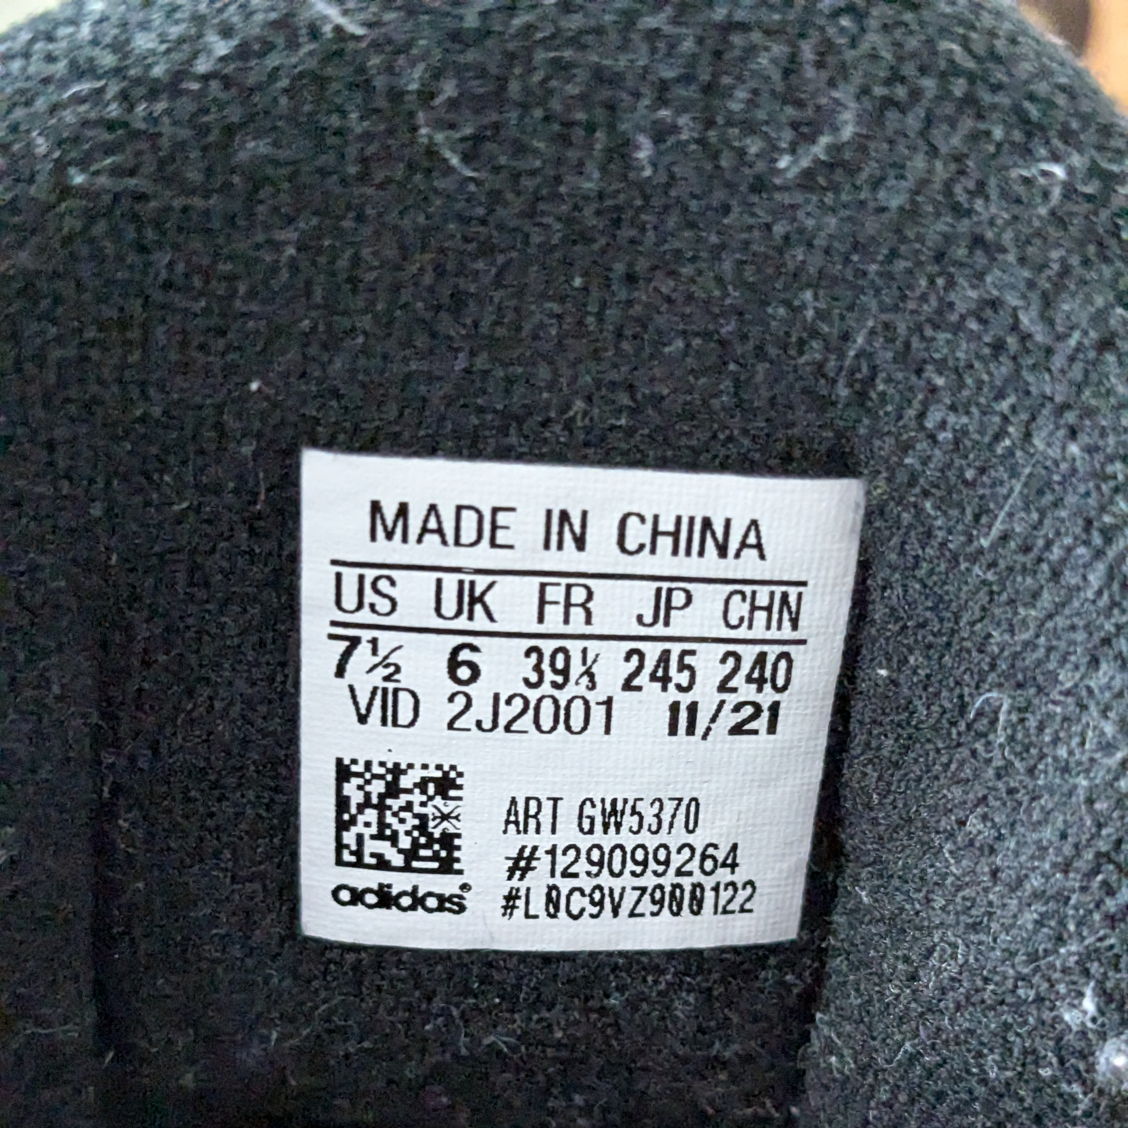 MADE IN CHINA
US UK FR JP CHN
7½ 6 39⅓ 245 240
VID 2J2001 11/21
ART GW5370
#129099264
adidas® #L0C9VZ900122